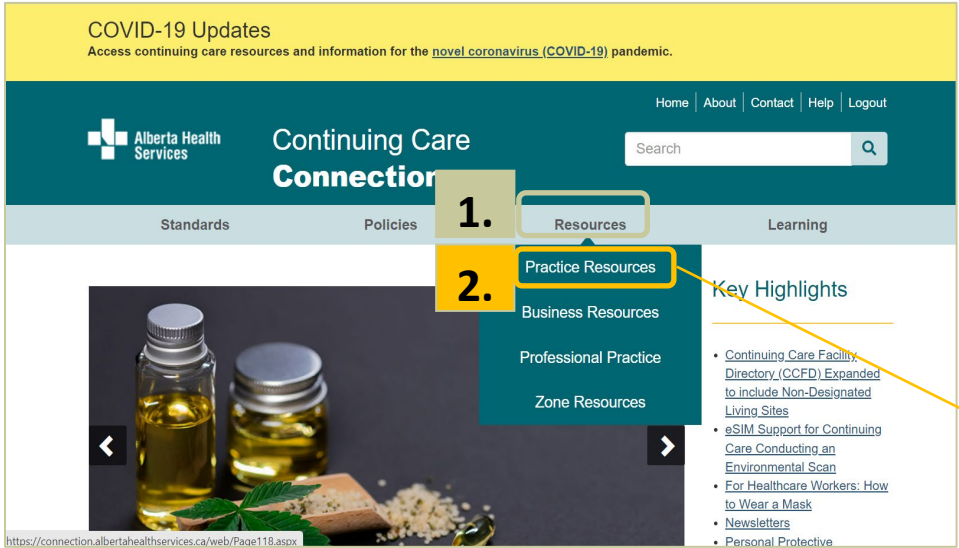 COVID-19 Updates
Access continuing care resources and information for the novel coronavirus (COVID-19) pandemic.
Home | About | Contact | Help | Logout
Alberta Health
Services
Continuing Care
Connection
Search
1.
Standards
Policies
Resources
Learning
2.
Practice Resources
Business Resources
Professional Practice
Zone Resources
Key Highlights
• Continuing Care Facility
Directory (CCFD) Expanded
to include Non-Designated
Living Sites
• eSIM Support for Continuing
Care Conducting an
Environmental Scan
• For Healthcare Workers: How
to Wear a Mask
• Newsletters
• Personal Protective
https://connection.albertahealthservices.ca/web/Page118.aspx